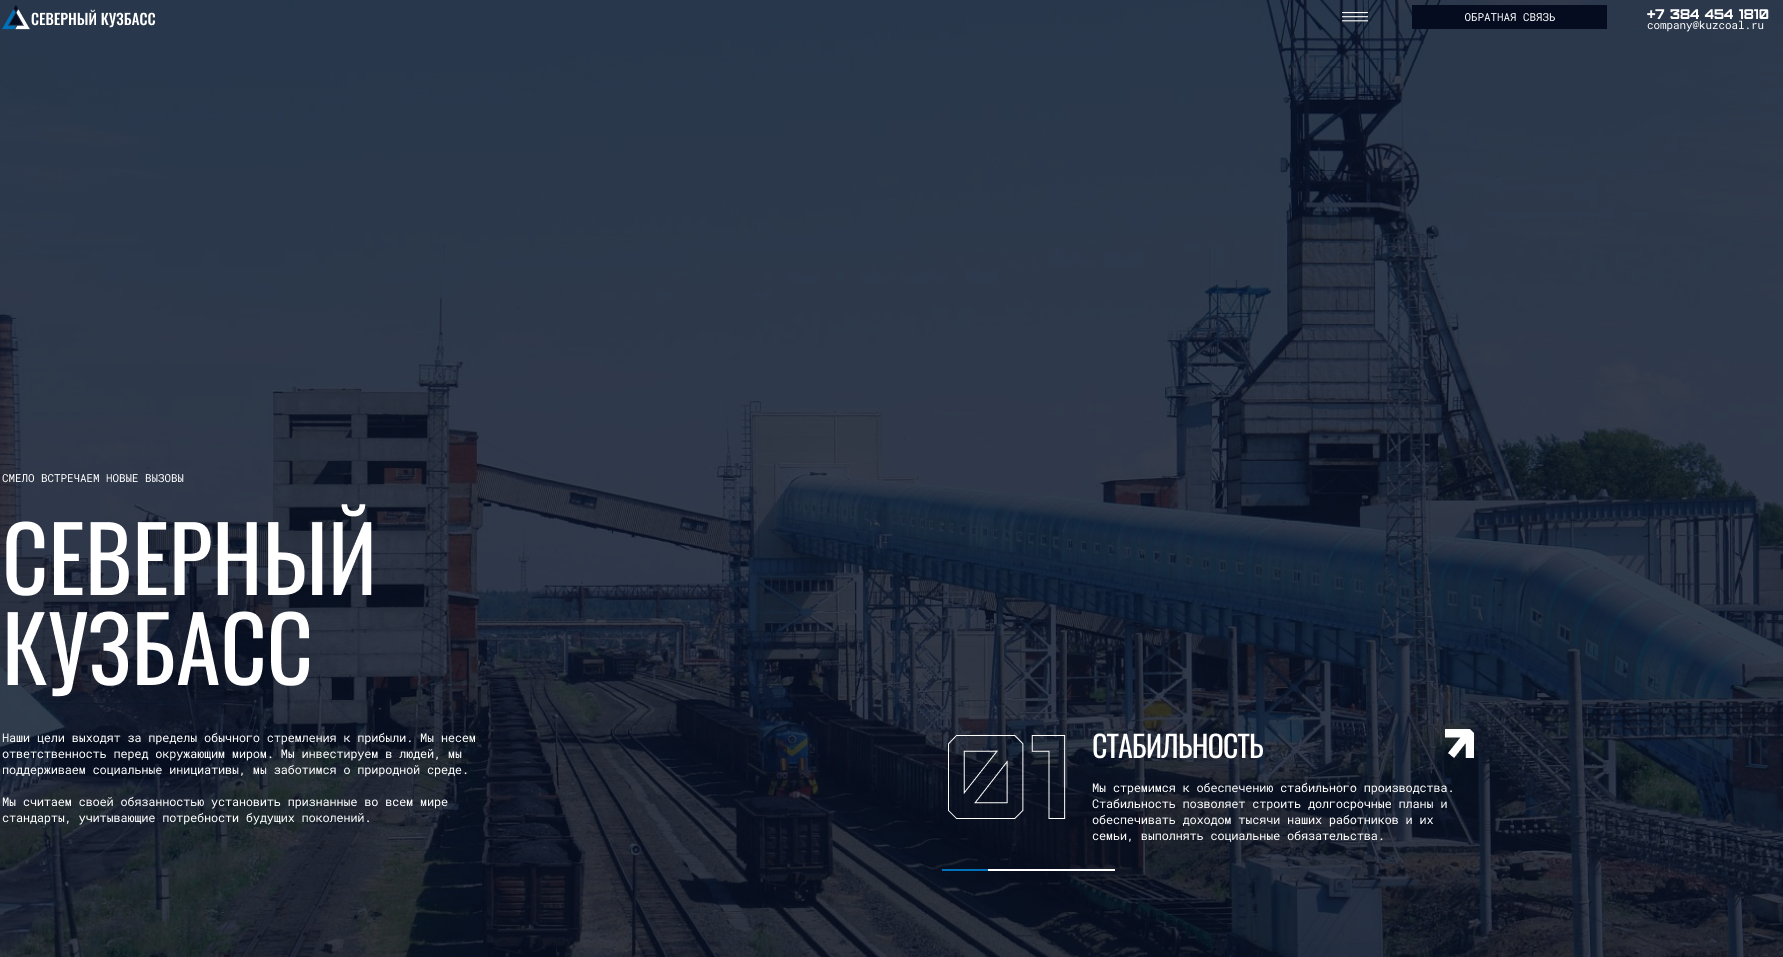 СЕВЕРНЫЙ КУЗБАСС
ОБРАТНАЯ СВЯЗЬ
+7 384 454 1810
company@kuzcoal.ru
СМЕЛО ВСТРЕЧАЕМ НОВЫЕ ВЫЗОВЫ
СЕВЕРНЫЙ
КУЗБАСС
Наши цели выходят за пределы обычного стремления к прибыли. Мы несем
ответственность перед окружающим миром. Мы инвестируем в людей, мы
поддерживаем социальные инициативы, мы заботимся о природной среде.
Мы считаем своей обязанностью установить признанные во всем мире
стандарты, учитывающие потребности будущих поколений.
01
СТАБИЛЬНОСТЬ
Мы стремимся к обеспечению стабильного производства.
Стабильность позволяет строить долгосрочные планы и
обеспечивать доходом тысячи наших работников и их
семьи, выполнять социальные обязательства.